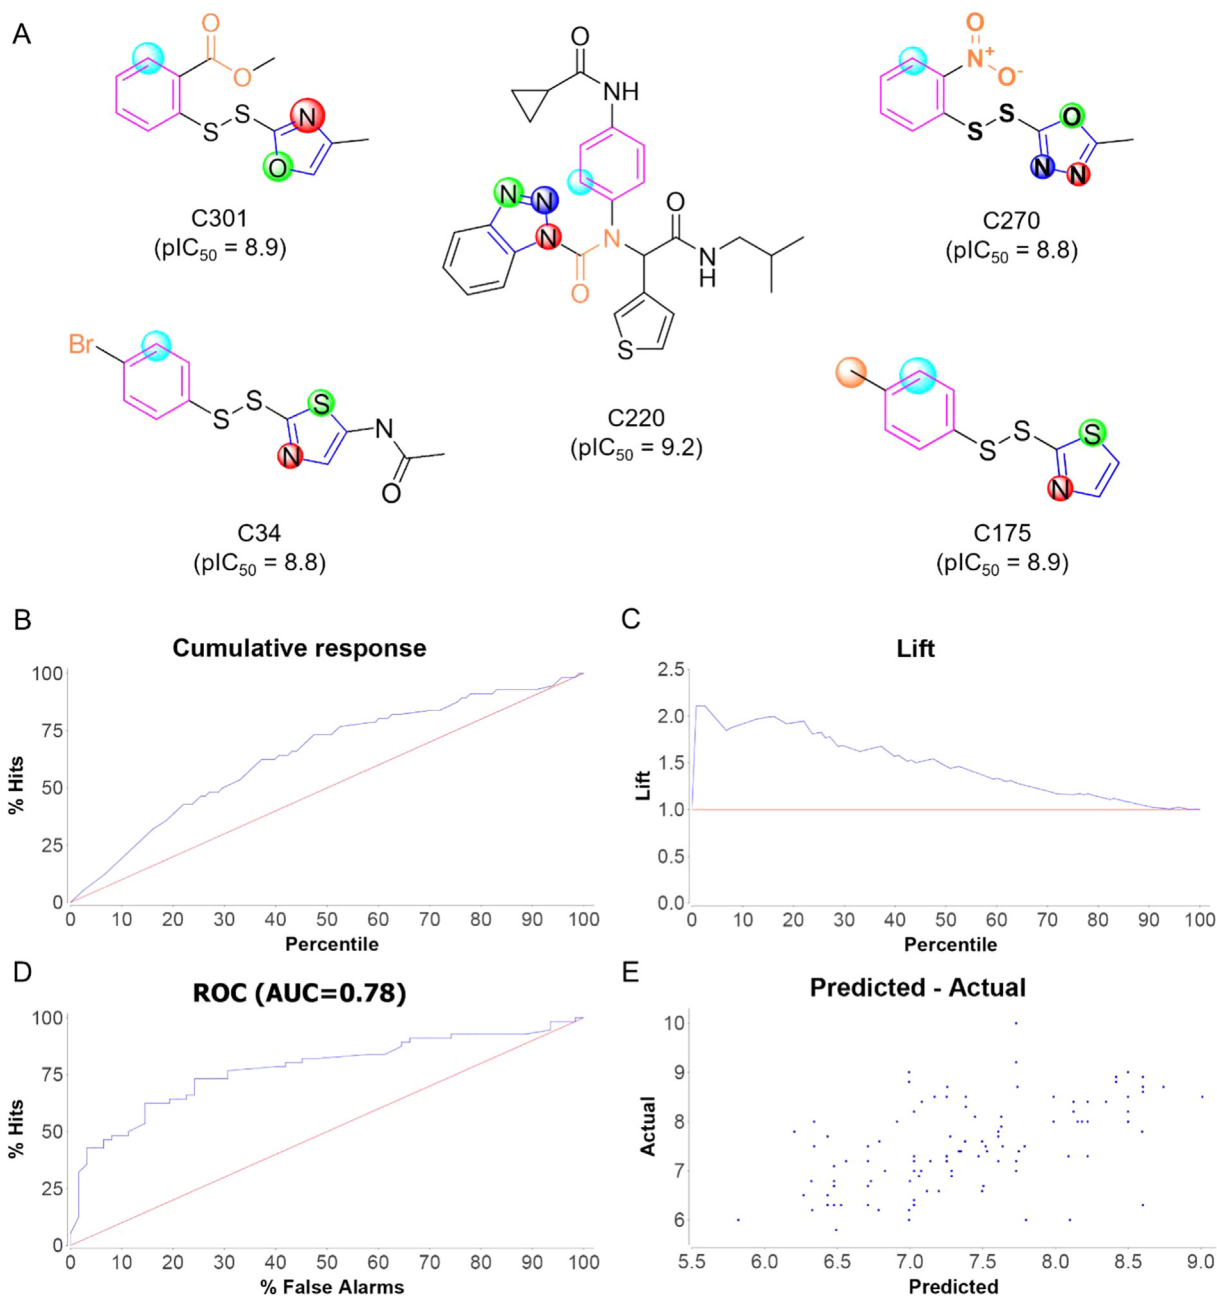 A
O
O
S
S
N
O
C301
(pIC50 = 8.9)
O
NH
N
N
N
N
O
O
N
H
S
C220
(pIC50 = 9.2)
O
N+
O-
S
S
O
N
N
C270
(pIC50 = 8.8)
Br
S
S
S
N
N
O
C34
(pIC50 = 8.8)
S
S
S
N
C175
(pIC50 = 8.9)
B
Cumulative response
% Hits
100
75
50
25
0
0 10 20 30 40 50 60 70 80 90 100
Percentile
C
Lift
Lift
2.5
2.0
1.5
1.0
0.5
0.0
0 10 20 30 40 50 60 70 80 90 100
Percentile
D
ROC (AUC=0.78)
% Hits
100
75
50
25
0
0 10 20 30 40 50 60 70 80 90 100
% False Alarms
E
Predicted - Actual
Actual
10
9
8
7
6
5.5 6.0 6.5 7.0 7.5 8.0 8.5 9.0
Predicted